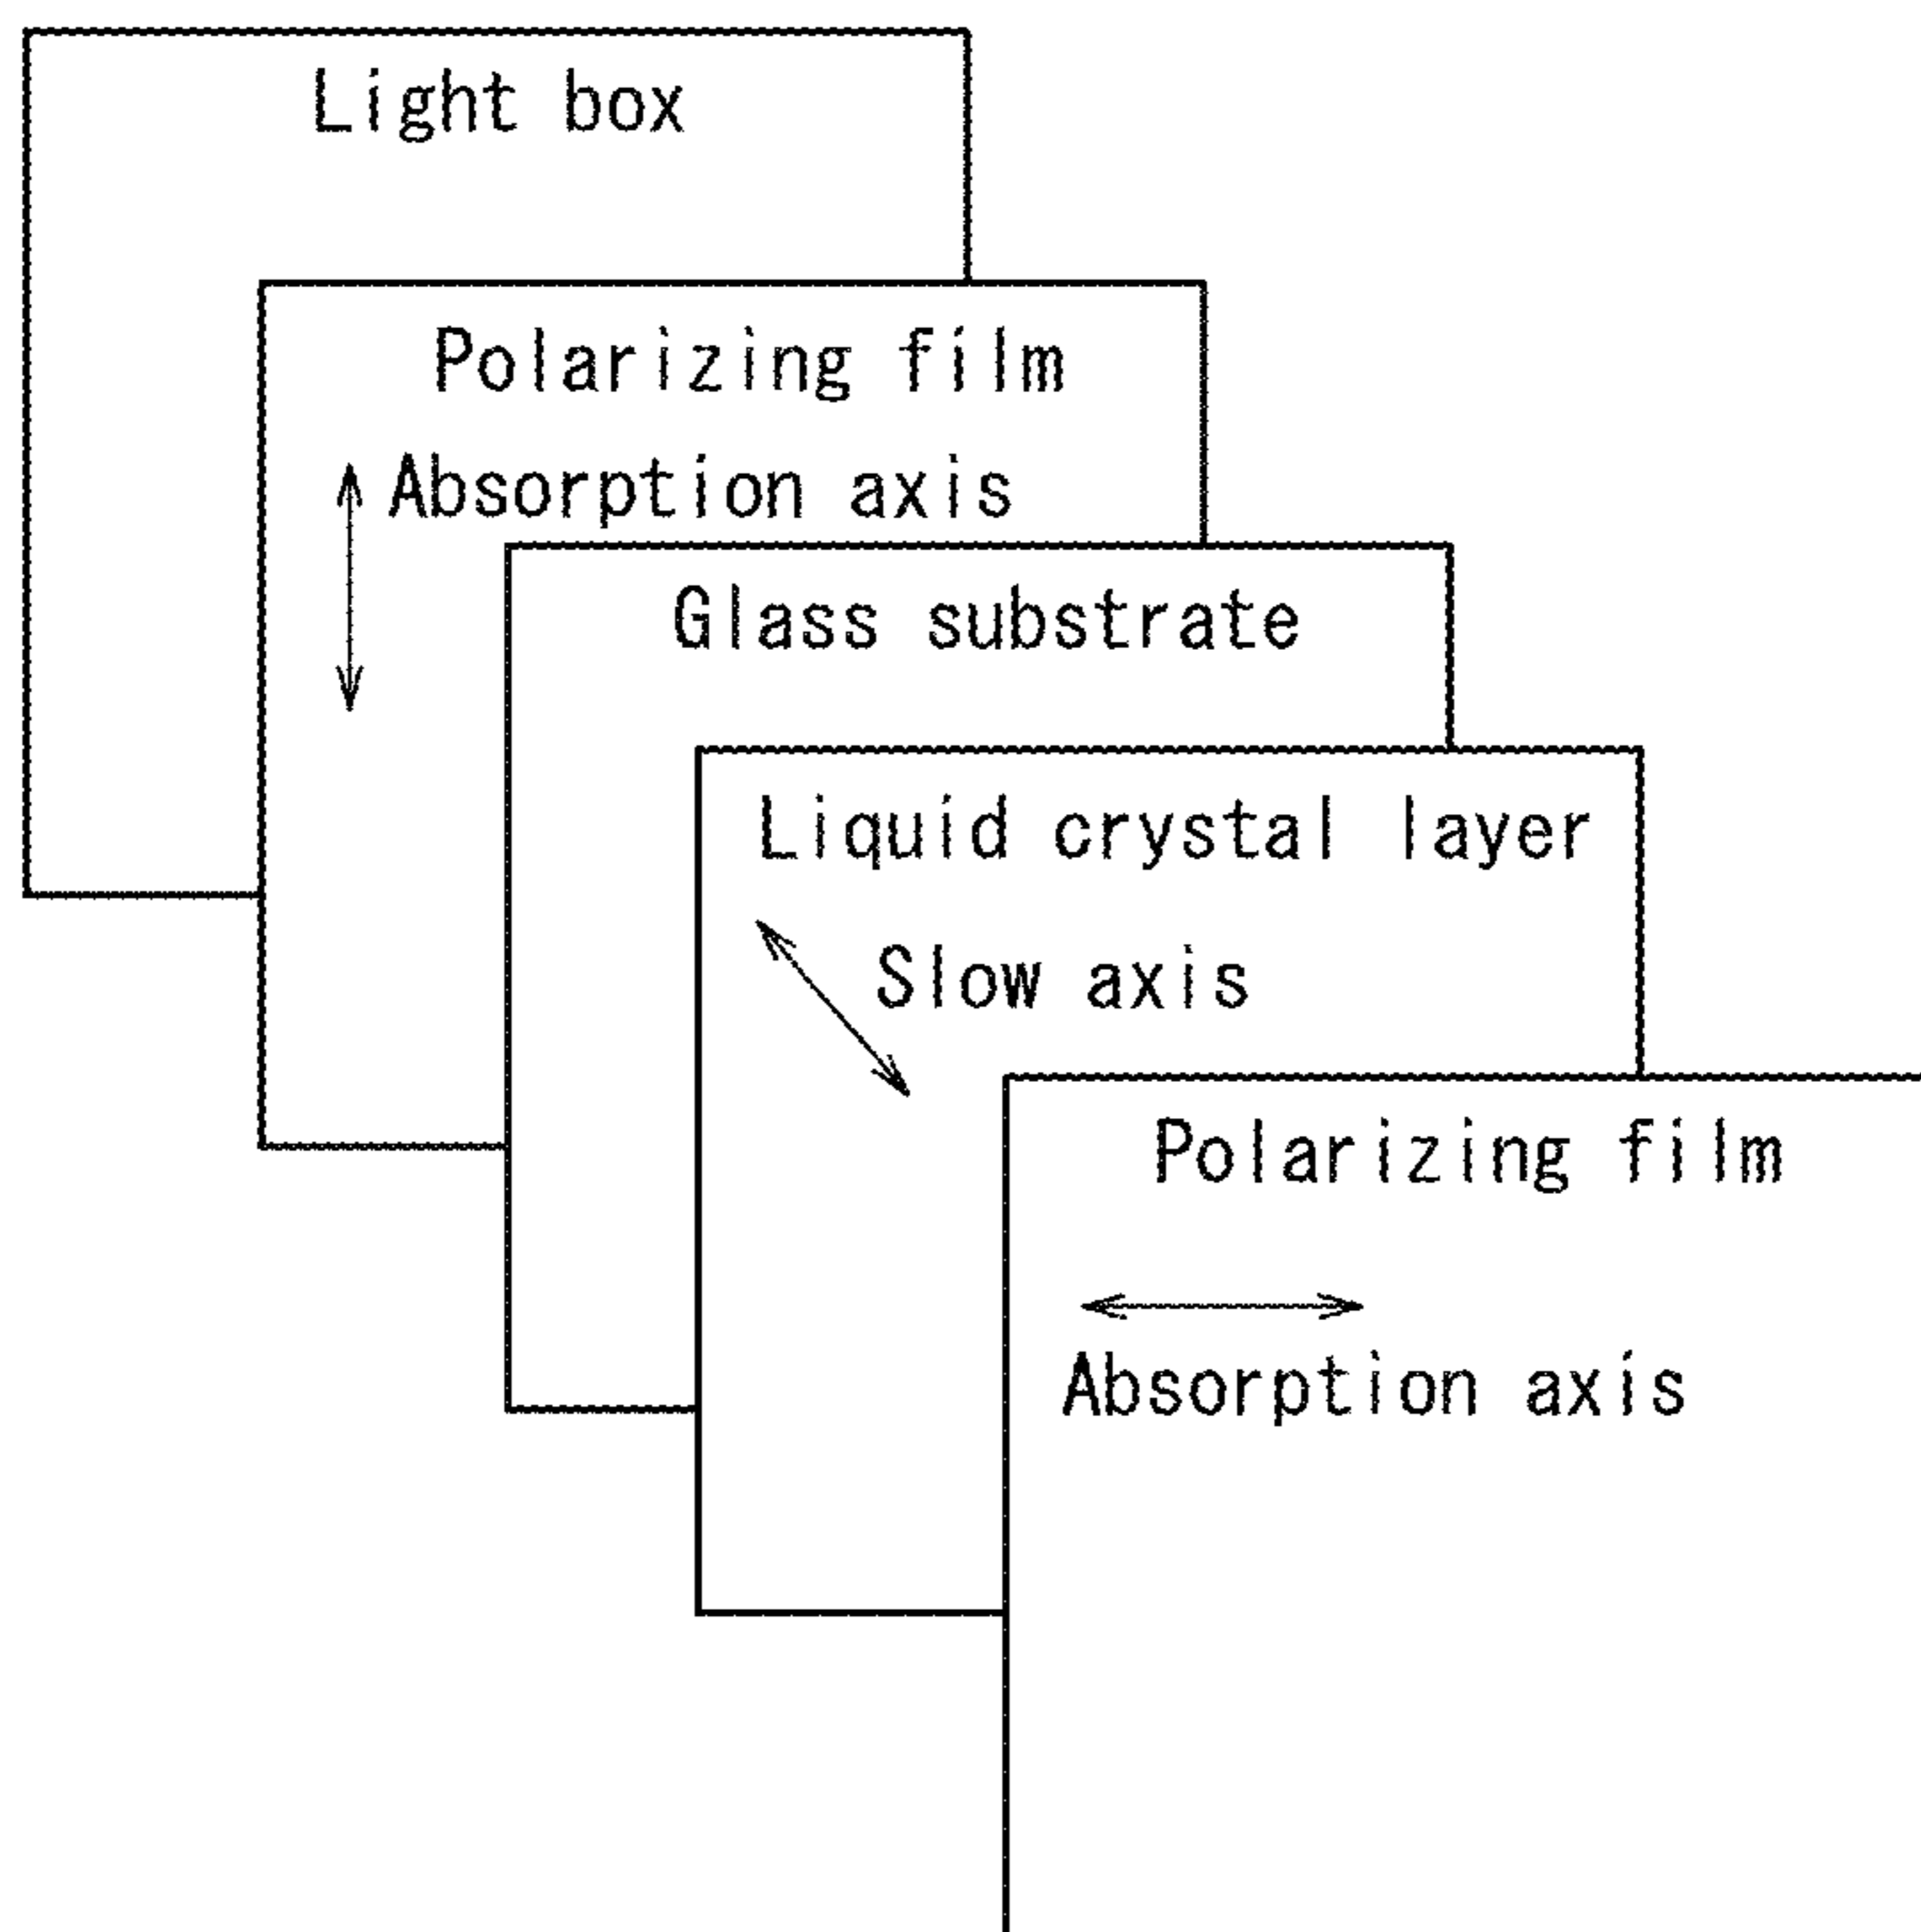 Light box
Polarizing film
Absorption axis
Glass substrate
Liquid crystal layer
Slow axis
Polarizing film
Absorption axis